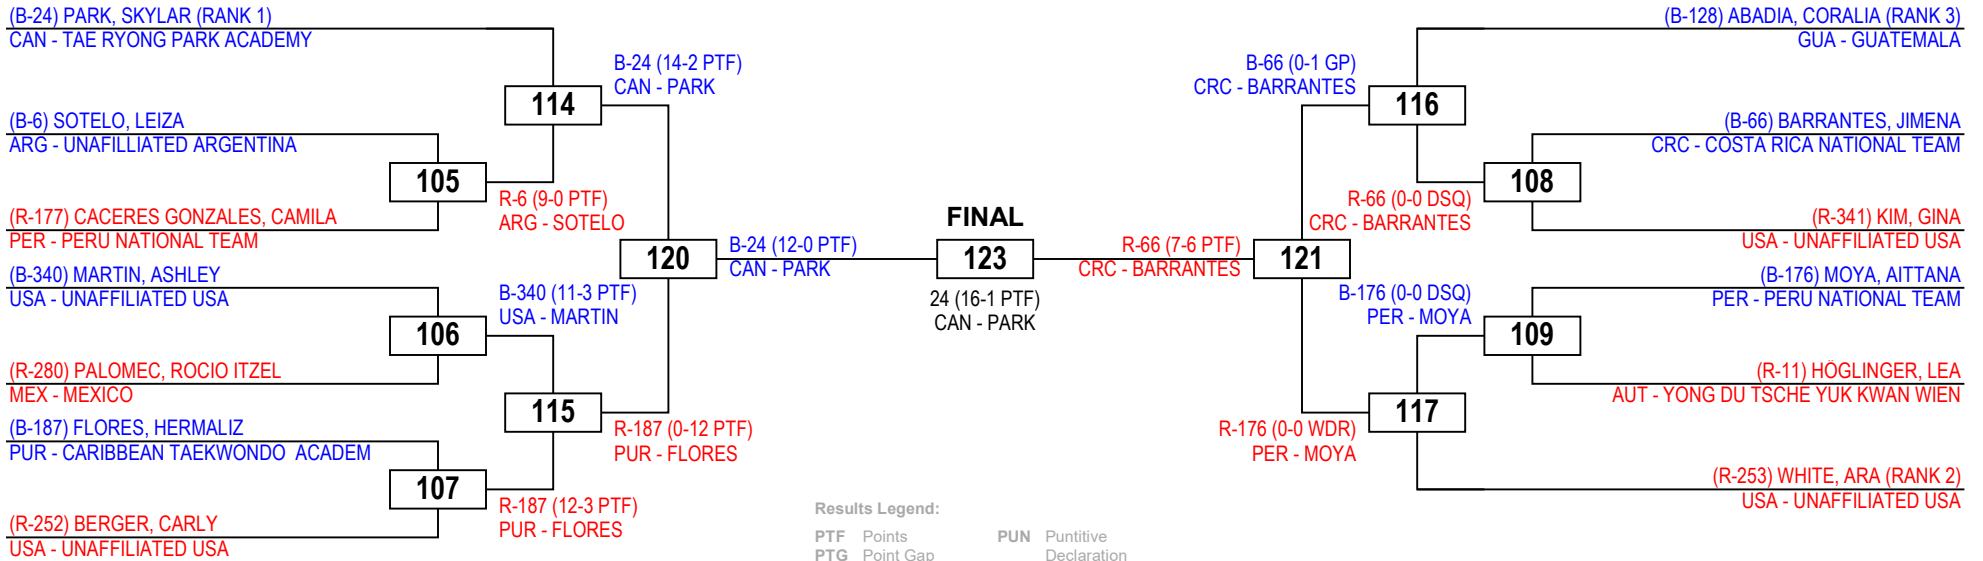 (B-24) PARK, SKYLAR (RANK 1)
CAN - TAE RYONG PARK ACADEMY
114
B-24 (14-2 PTF)
CAN - PARK
(B-6) SOTELO, LEIZA
ARG - UNAFILLIATED ARGENTINA
105
R-6 (9-0 PTF)
ARG - SOTELO
(R-177) CACERES GONZALES, CAMILA
PER - PERU NATIONAL TEAM
120
B-24 (12-0 PTF)
CAN - PARK
(B-340) MARTIN, ASHLEY
USA - UNAFFILIATED USA
B-340 (11-3 PTF)
USA - MARTIN
106
(R-280) PALOMEC, ROCIO ITZEL
MEX - MEXICO
115
R-187 (0-12 PTF)
PUR - FLORES
(B-187) FLORES, HERMALIZ
PUR - CARIBBEAN TAEKWONDO ACADEM
107
R-187 (12-3 PTF)
PUR - FLORES
(R-252) BERGER, CARLY
USA - UNAFFILIATED USA
FINAL
123
24 (16-1 PTF)
CAN - PARK
(B-128) ABADIA, CORALIA (RANK 3)
GUA - GUATEMALA
B-66 (0-1 GP)
CRC - BARRANTES
116
(B-66) BARRANTES, JIMENA
CRC - COSTA RICA NATIONAL TEAM
108
R-66 (0-0 DSQ)
CRC - BARRANTES
(R-341) KIM, GINA
USA - UNAFFILIATED USA
R-66 (7-6 PTF)
CRC - BARRANTES
121
(B-176) MOYA, AITTANA
PER - PERU NATIONAL TEAM
B-176 (0-0 DSQ)
PER - MOYA
109
(R-11) HÖGLINGER, LEA
AUT - YONG DU TSCHE YUK KWAN WIEN
117
R-176 (0-0 WDR)
PER - MOYA
(R-253) WHITE, ARA (RANK 2)
USA - UNAFFILIATED USA
Results Legend:
PTF Points PUN Puntitive
PTG Point Gap Declaration